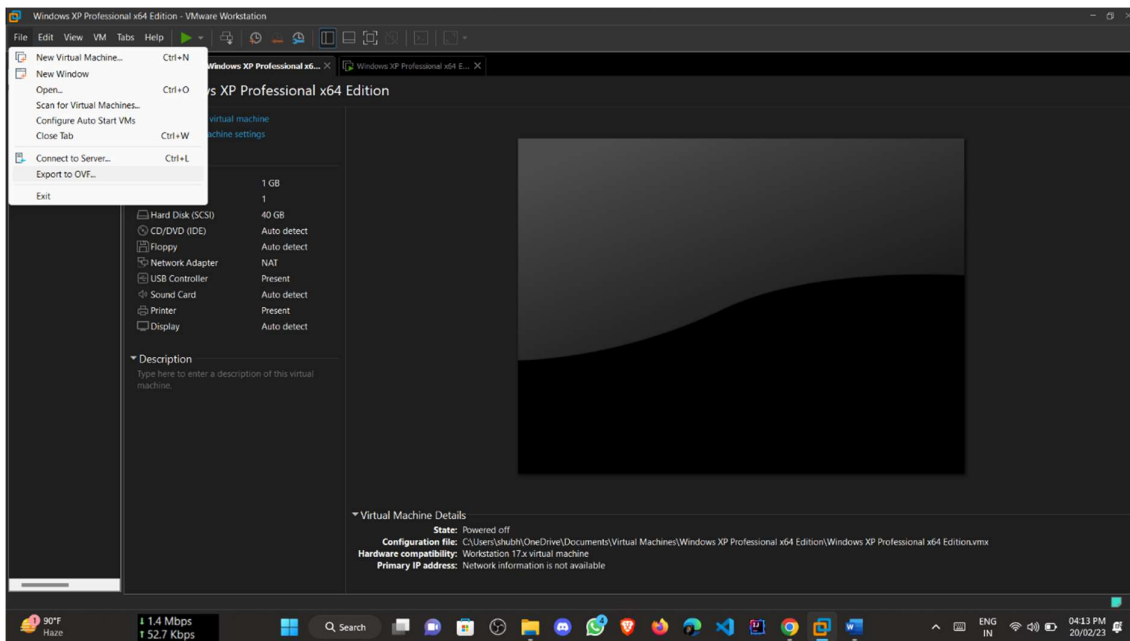 Windows XP Professional x64 Edition - VMware Workstation
File Edit View VM Tabs Help
New Virtual Machine... Ctrl+N
New Window
Open... Ctrl+O
Scan for Virtual Machines...
Configure Auto Start VMs
Close Tab Ctrl+W
Connect to Server... Ctrl+L
Export to OVF...
Exit
Windows XP Professional x6...
Windows XP Professional x64 E...
ws XP Professional x64 Edition
virtual machine
achine settings
1 GB
1
Hard Disk (SCSI) 40 GB
CD/DVD (IDE) Auto detect
Floppy Auto detect
Network Adapter NAT
USB Controller Present
Sound Card Auto detect
Printer Present
Display Auto detect
Description
Type here to enter a description of this virtual
machine.
Virtual Machine Details
State: Powered off
Configuration file: C:\Users\shubh\OneDrive\Documents\Virtual Machines\Windows XP Professional x64 Edition\Windows XP Professional x64 Edition.vmx
Hardware compatibility: Workstation 17.x virtual machine
Primary IP address: Network information is not available
1
90°F
Haze
1.4 Mbps
52.7 Kbps
Search
ENG
IN
04:13 PM
20/02/23